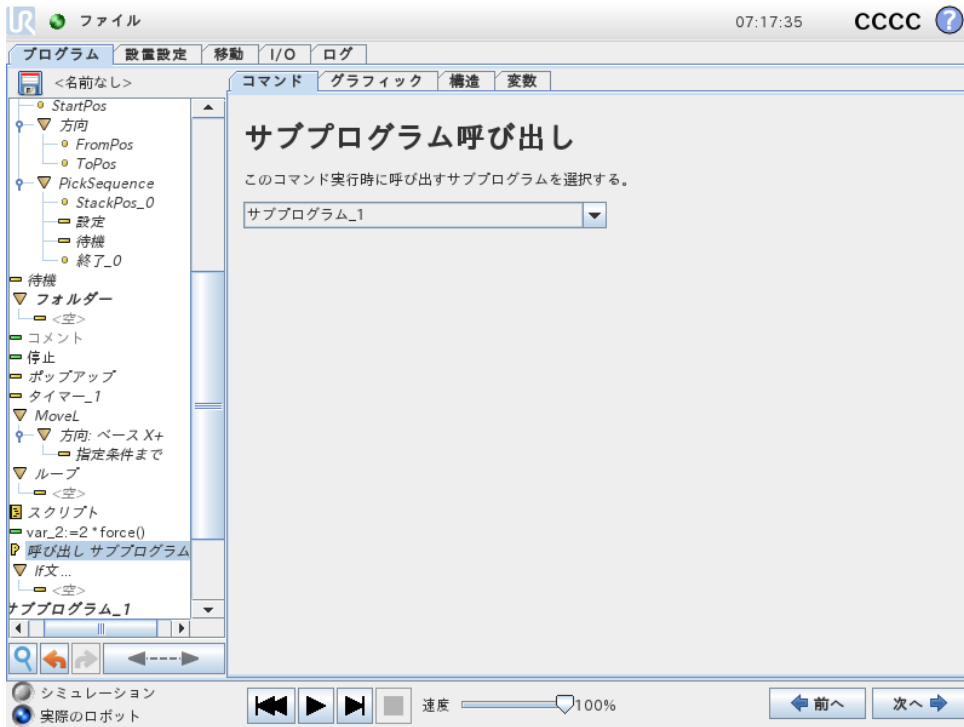 UR ファイル 07:17:35 CCCC ?
プログラム 設置設定 移動 I/O ログ
<名前なし>
コマンド グラフィック 構造 変数
StartPos
方向
FromPos
ToPos
PickSequence
StackPos_0
設定
待機
終了_0
待機
フォルダー
<空>
コメント
停止
ポップアップ
タイマー_1
MoveL
方向: ベース X+
指定条件まで
ループ
<空>
スクリプト
var_2:=2 * force()
呼び出し サブプログラム
If文 ...
<空>
サブプログラム_1
サブプログラム呼び出し
このコマンド実行時に呼び出すサブプログラムを選択する。
サブプログラム_1
シミュレーション
実際のロボット
速度 100%
前へ 次へ